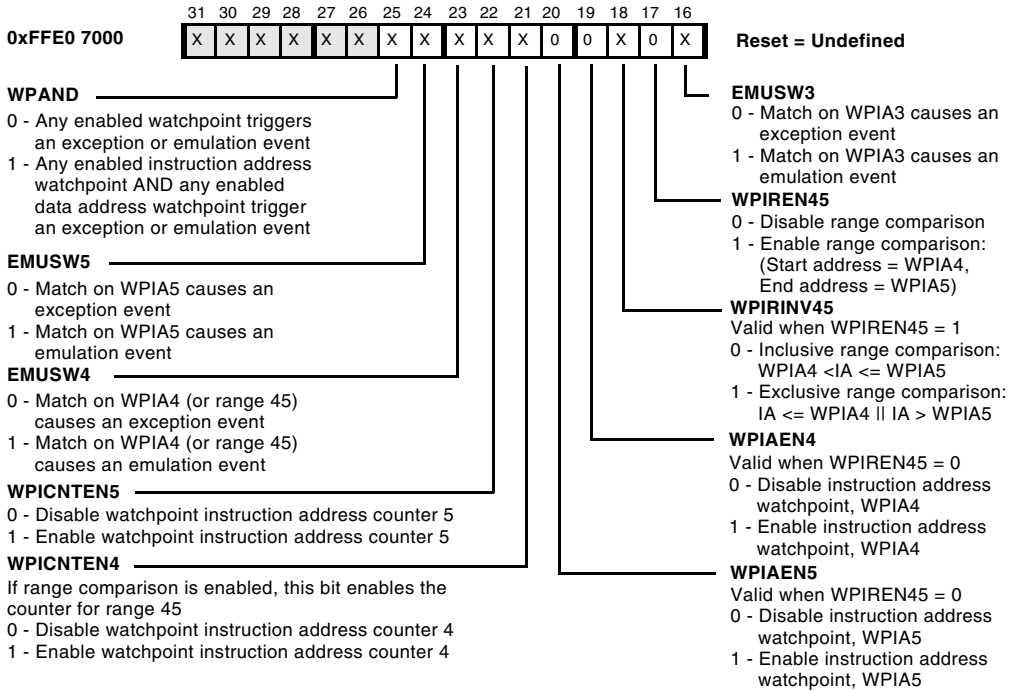 31 30 29 28 27 26 25 24 23 22 21 20 19 18 17 16
0xFFE0 7000
X X X X X X X X X X X 0 0 X 0 X
Reset = Undefined
WPAND
0 - Any enabled watchpoint triggers
an exception or emulation event
1 - Any enabled instruction address
watchpoint AND any enabled
data address watchpoint trigger
an exception or emulation event
EMUSW5
0 - Match on WPIA5 causes an
exception event
1 - Match on WPIA5 causes an
emulation event
EMUSW4
0 - Match on WPIA4 (or range 45)
causes an exception event
1 - Match on WPIA4 (or range 45)
causes an emulation event
WPICNTEN5
0 - Disable watchpoint instruction address counter 5
1 - Enable watchpoint instruction address counter 5
WPICNTEN4
If range comparison is enabled, this bit enables the
counter for range 45
0 - Disable watchpoint instruction address counter 4
1 - Enable watchpoint instruction address counter 4
EMUSW3
0 - Match on WPIA3 causes an
exception event
1 - Match on WPIA3 causes an
emulation event
WPIREN45
0 - Disable range comparison
1 - Enable range comparison:
(Start address = WPIA4,
End address = WPIA5)
WPIRINV45
Valid when WPIREN45 = 1
0 - Inclusive range comparison:
WPIA4 <IA <= WPIA5
1 - Exclusive range comparison:
IA <= WPIA4 || IA > WPIA5
WPIAEN4
Valid when WPIREN45 = 0
0 - Disable instruction address
watchpoint, WPIA4
1 - Enable instruction address
watchpoint, WPIA4
WPIAEN5
Valid when WPIREN45 = 0
0 - Disable instruction address
watchpoint, WPIA5
1 - Enable instruction address
watchpoint, WPIA5